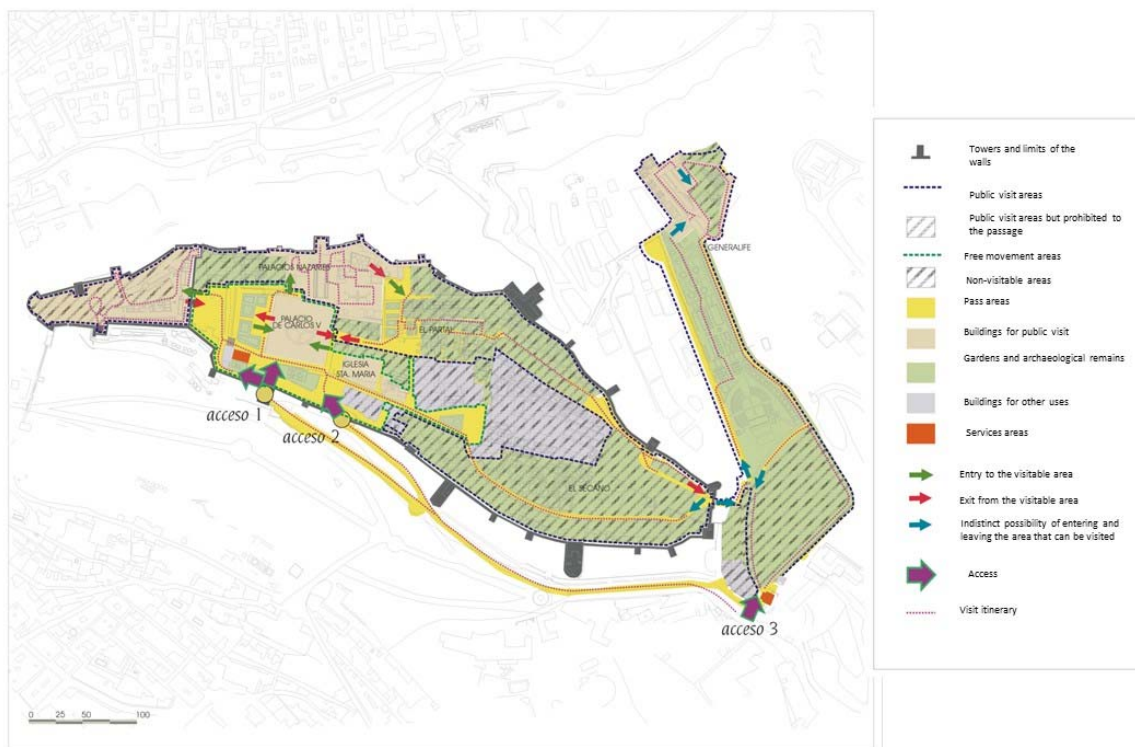 GENERALIFE
PALACIOS NAZARIES
PALACIO
DE CARLOS V
EL PARTAL
IGLESIA
STA. MARIA
EL SECANO
acceso 1
acceso 2
acceso 3
0 25 50 100
Towers and limits of the
walls
Public visit areas
Public visit areas but prohibited to
the passage
Free movement areas
Non-visitable areas
Pass areas
Buildings for public visit
Gardens and archaeological remains
Buildings for other uses
Services areas
Entry to the visitable area
Exit from the visitable area
Indistinct possibility of entering and
leaving the area that can be visited
Access
Visit itinerary